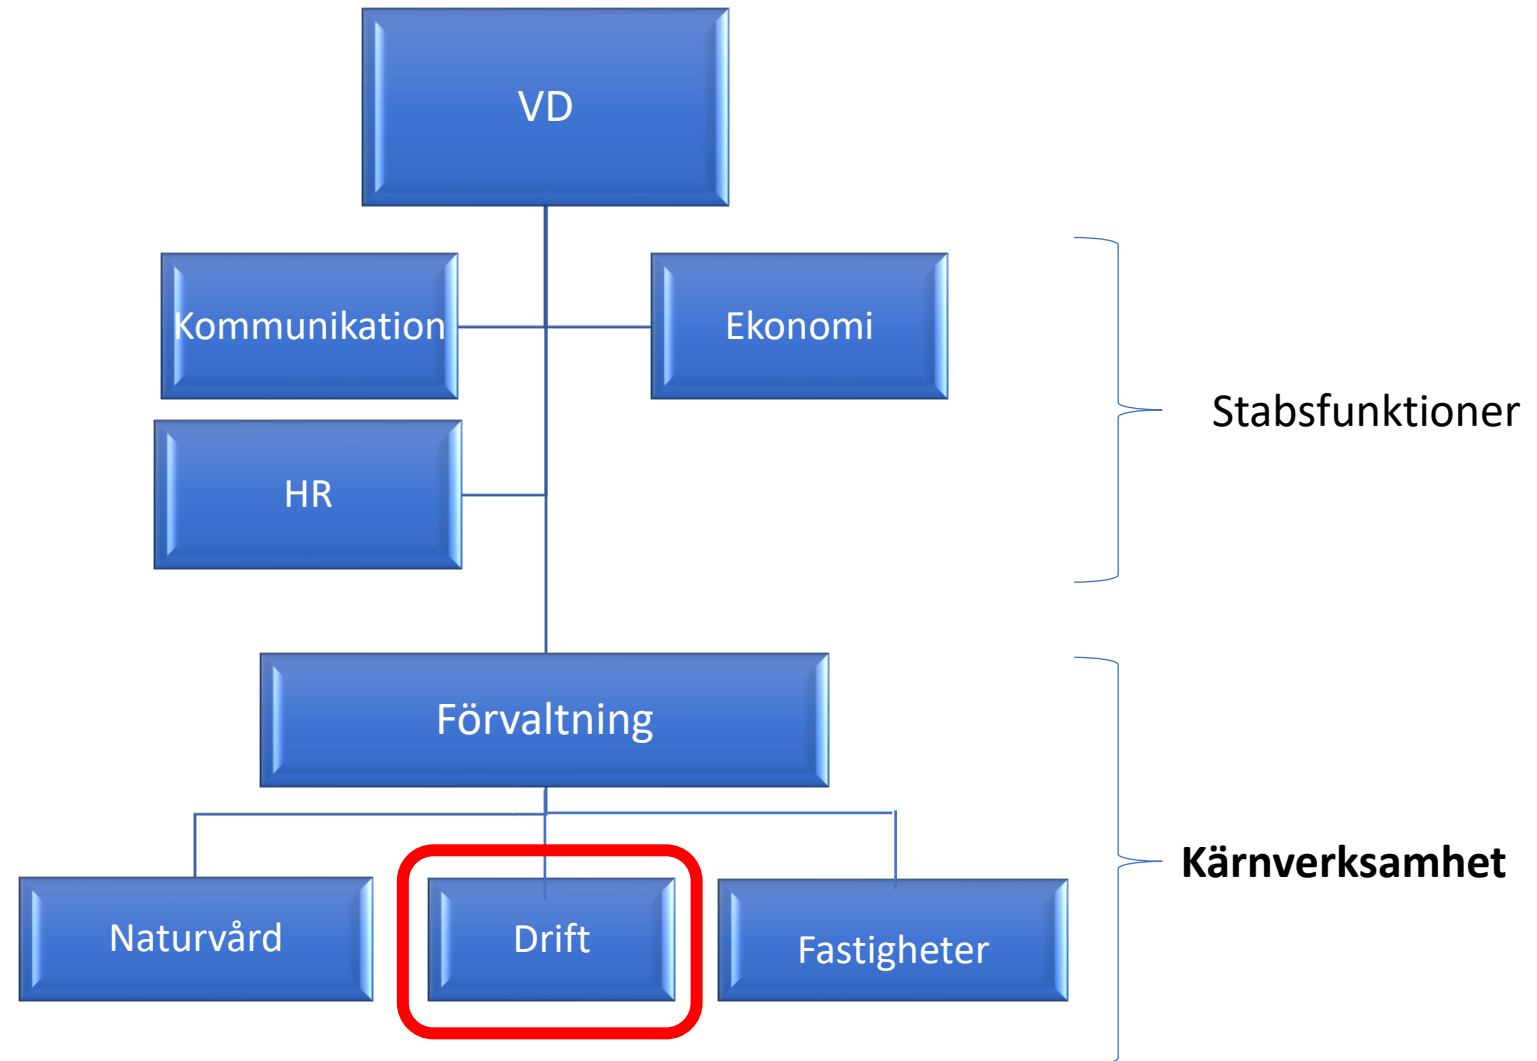 VD
Kommunikation
Ekonomi
HR
Stabsfunktioner
Förvaltning
Kärnverksamhet
Naturvård
Drift
Fastigheter